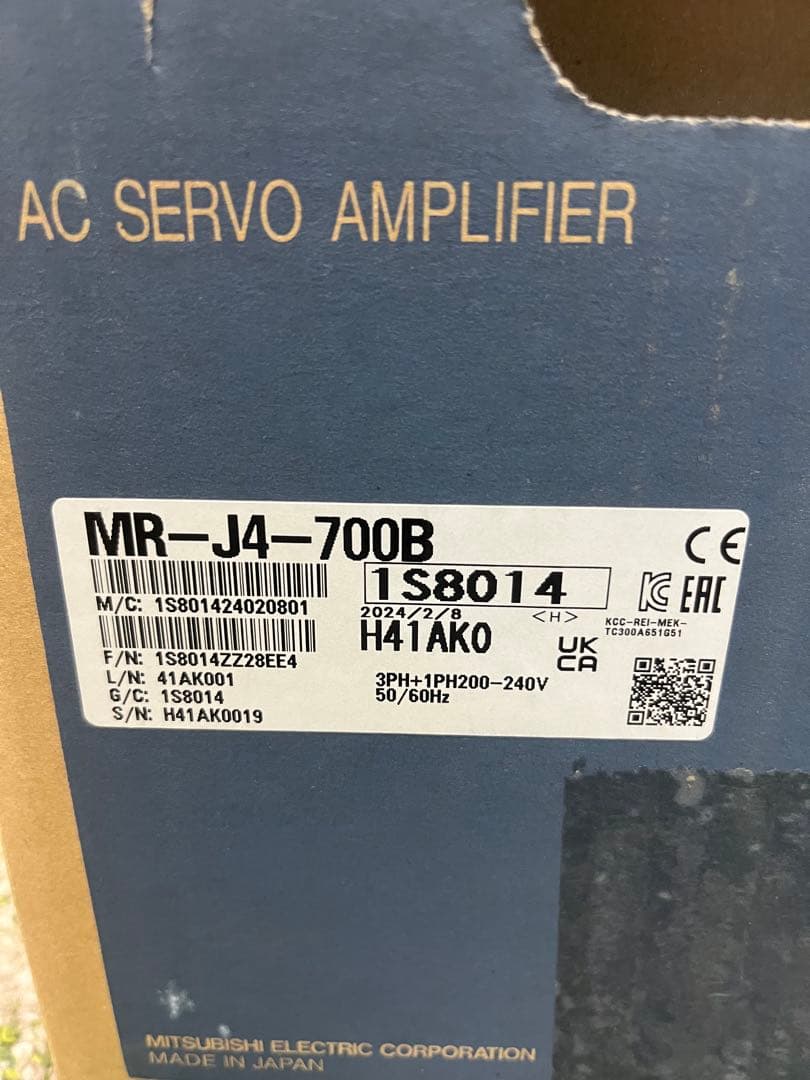 AC SERVO AMPLIFIER
MR-J4-700B
CE
1S8014
M/C: 1S801424020801
2024/2/8
<H>
EAC
KCC-REI-MEK-
TC300A651G51
H41AK0
UK
CA
F/N: 1S8014ZZ28EE4
L/N: 41AK001
G/C: 1S8014
S/N: H41AK0019
3PH+1PH200-240V
50/60Hz
MITSUBISHI ELECTRIC CORPORATION
MADE IN JAPAN